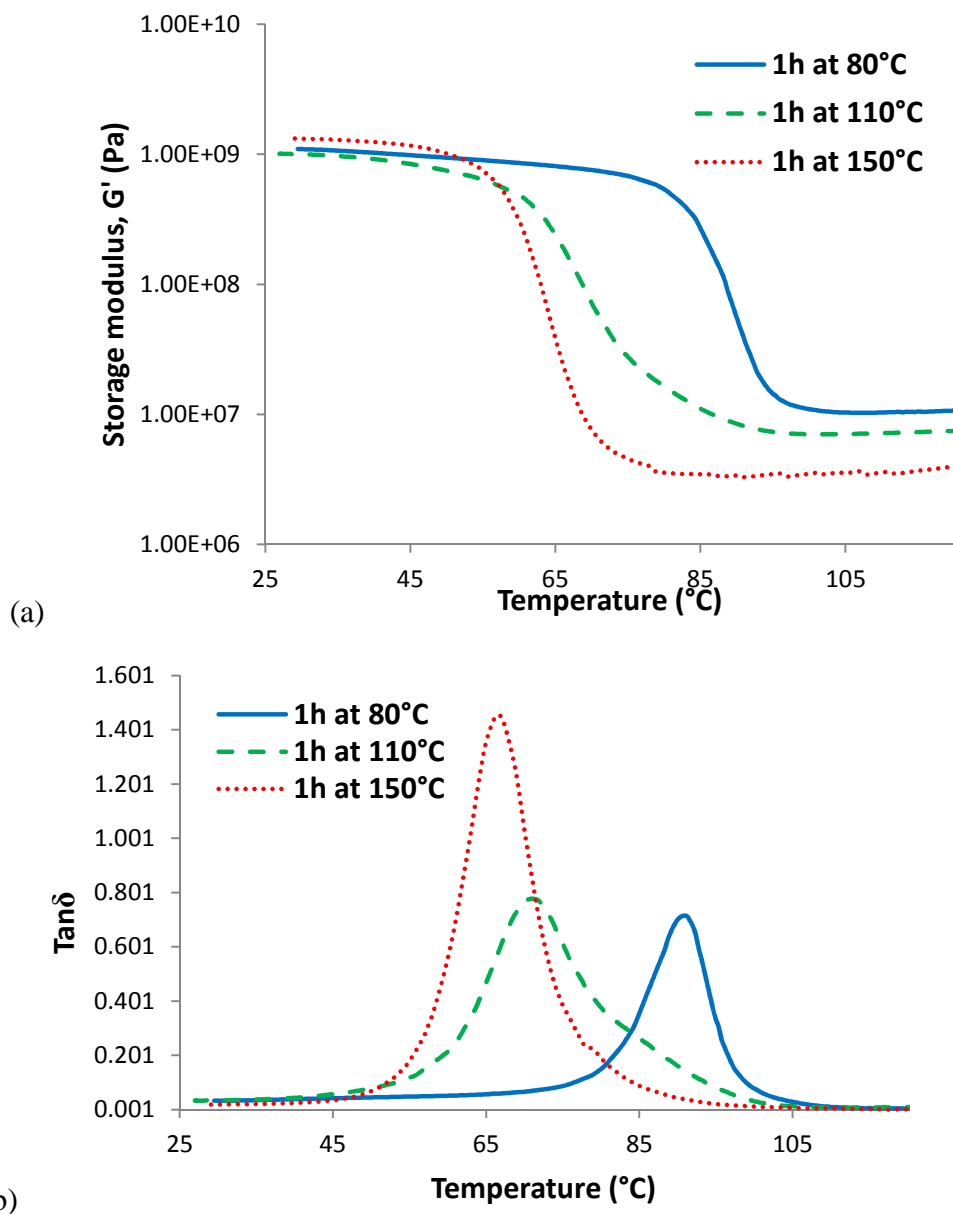 1.00E+10
1.00E+09
1.00E+08
1.00E+07
1.00E+06
Storage modulus, G' (Pa)
1h at 80°C
1h at 110°C
1h at 150°C
25 45 65 85 105
Temperature (°C)
(a)
1.601
1.401
1.201
1.001
0.801
0.601
0.401
0.201
0.001
Tanδ
1h at 80°C
1h at 110°C
1h at 150°C
25 45 65 85 105
Temperature (°C)
)